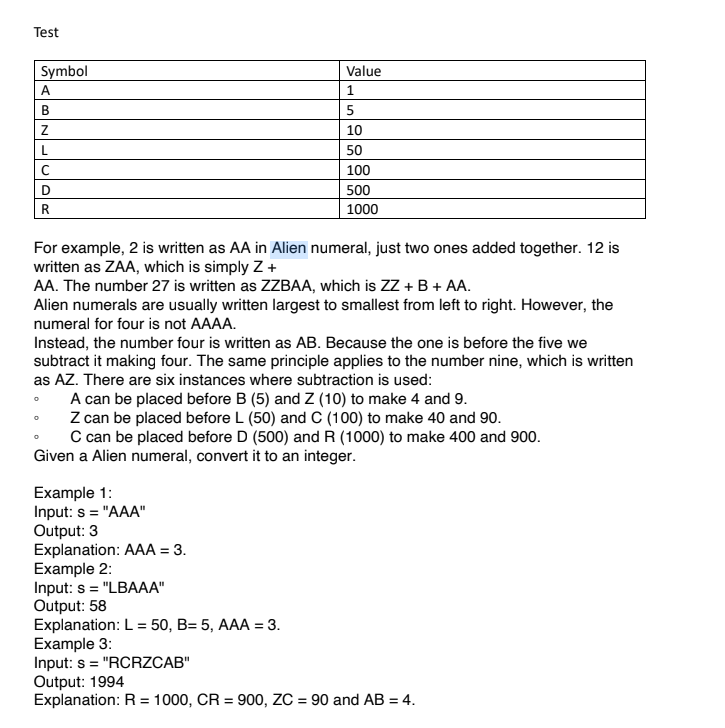 Test
Symbol Value
A 1
B 5
Z 10
L 50
C 100
D 500
R 1000
For example, 2 is written as AA in Alien numeral, just two ones added together. 12 is
written as ZAA, which is simply Z +
AA. The number 27 is written as ZZBAA, which is ZZ + B + AA.
Alien numerals are usually written largest to smallest from left to right. However, the
numeral for four is not AAAA.
Instead, the number four is written as AB. Because the one is before the five we
subtract it making four. The same principle applies to the number nine, which is written
as AZ. There are six instances where subtraction is used:
◦ A can be placed before B (5) and Z (10) to make 4 and 9.
◦ Z can be placed before L (50) and C (100) to make 40 and 90.
◦ C can be placed before D (500) and R (1000) to make 400 and 900.
Given a Alien numeral, convert it to an integer.
Example 1:
Input: s = "AAA"
Output: 3
Explanation: AAA = 3.
Example 2:
Input: s = "LBAAA"
Output: 58
Explanation: L = 50, B= 5, AAA = 3.
Example 3:
Input: s = "RCRZCAB"
Output: 1994
Explanation: R = 1000, CR = 900, ZC = 90 and AB = 4.